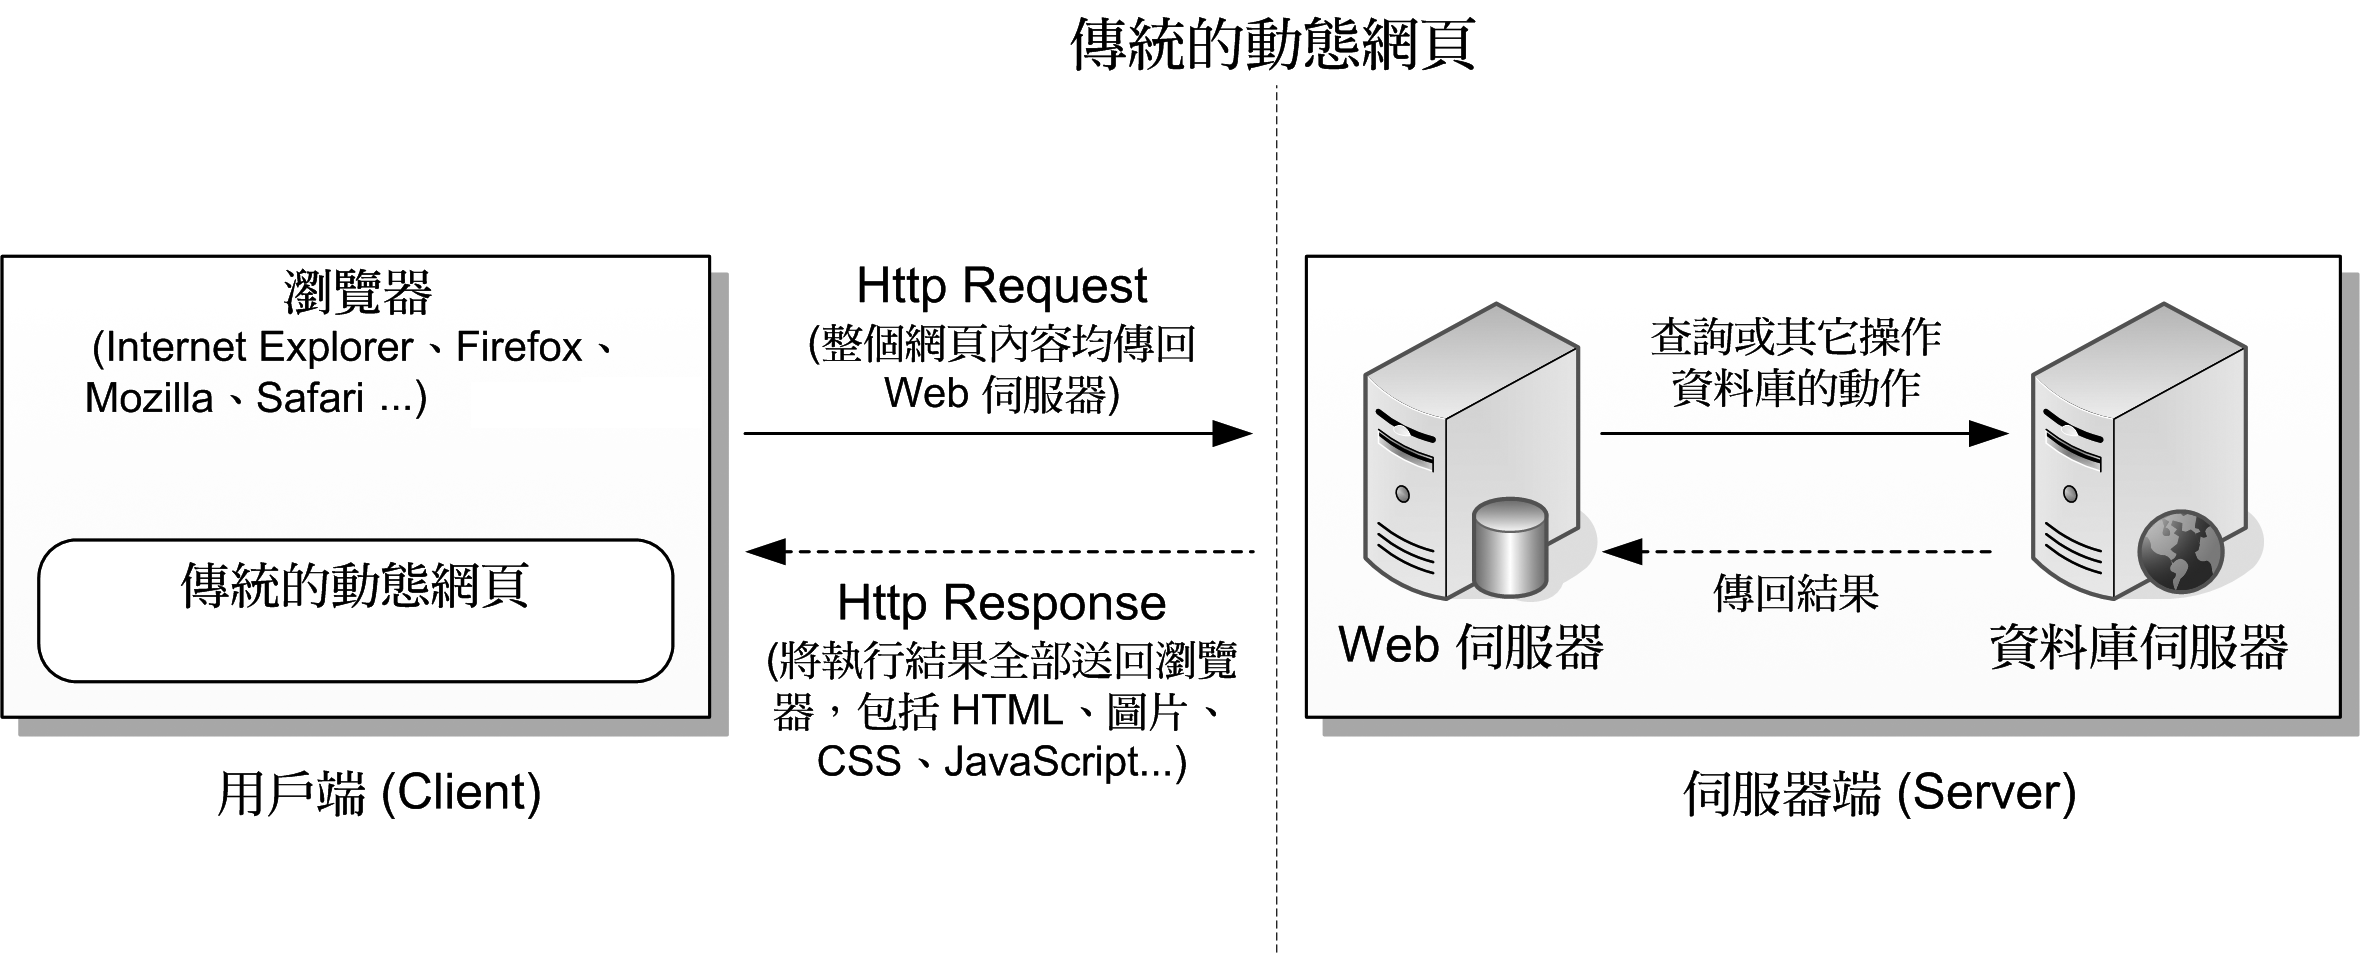 傳統的動態網頁
瀏覽器
(Internet Explorer、Firefox、
Mozilla、Safari ...)
傳統的動態網頁
用戶端 (Client)
Http Request
(整個網頁內容均傳回
Web 伺服器)
Http Response
(將執行結果全部送回瀏覽
器，包括 HTML、圖片、
CSS、JavaScript...)
查詢或其它操作
資料庫的動作
傳回結果
Web 伺服器
資料庫伺服器
伺服器端 (Server)